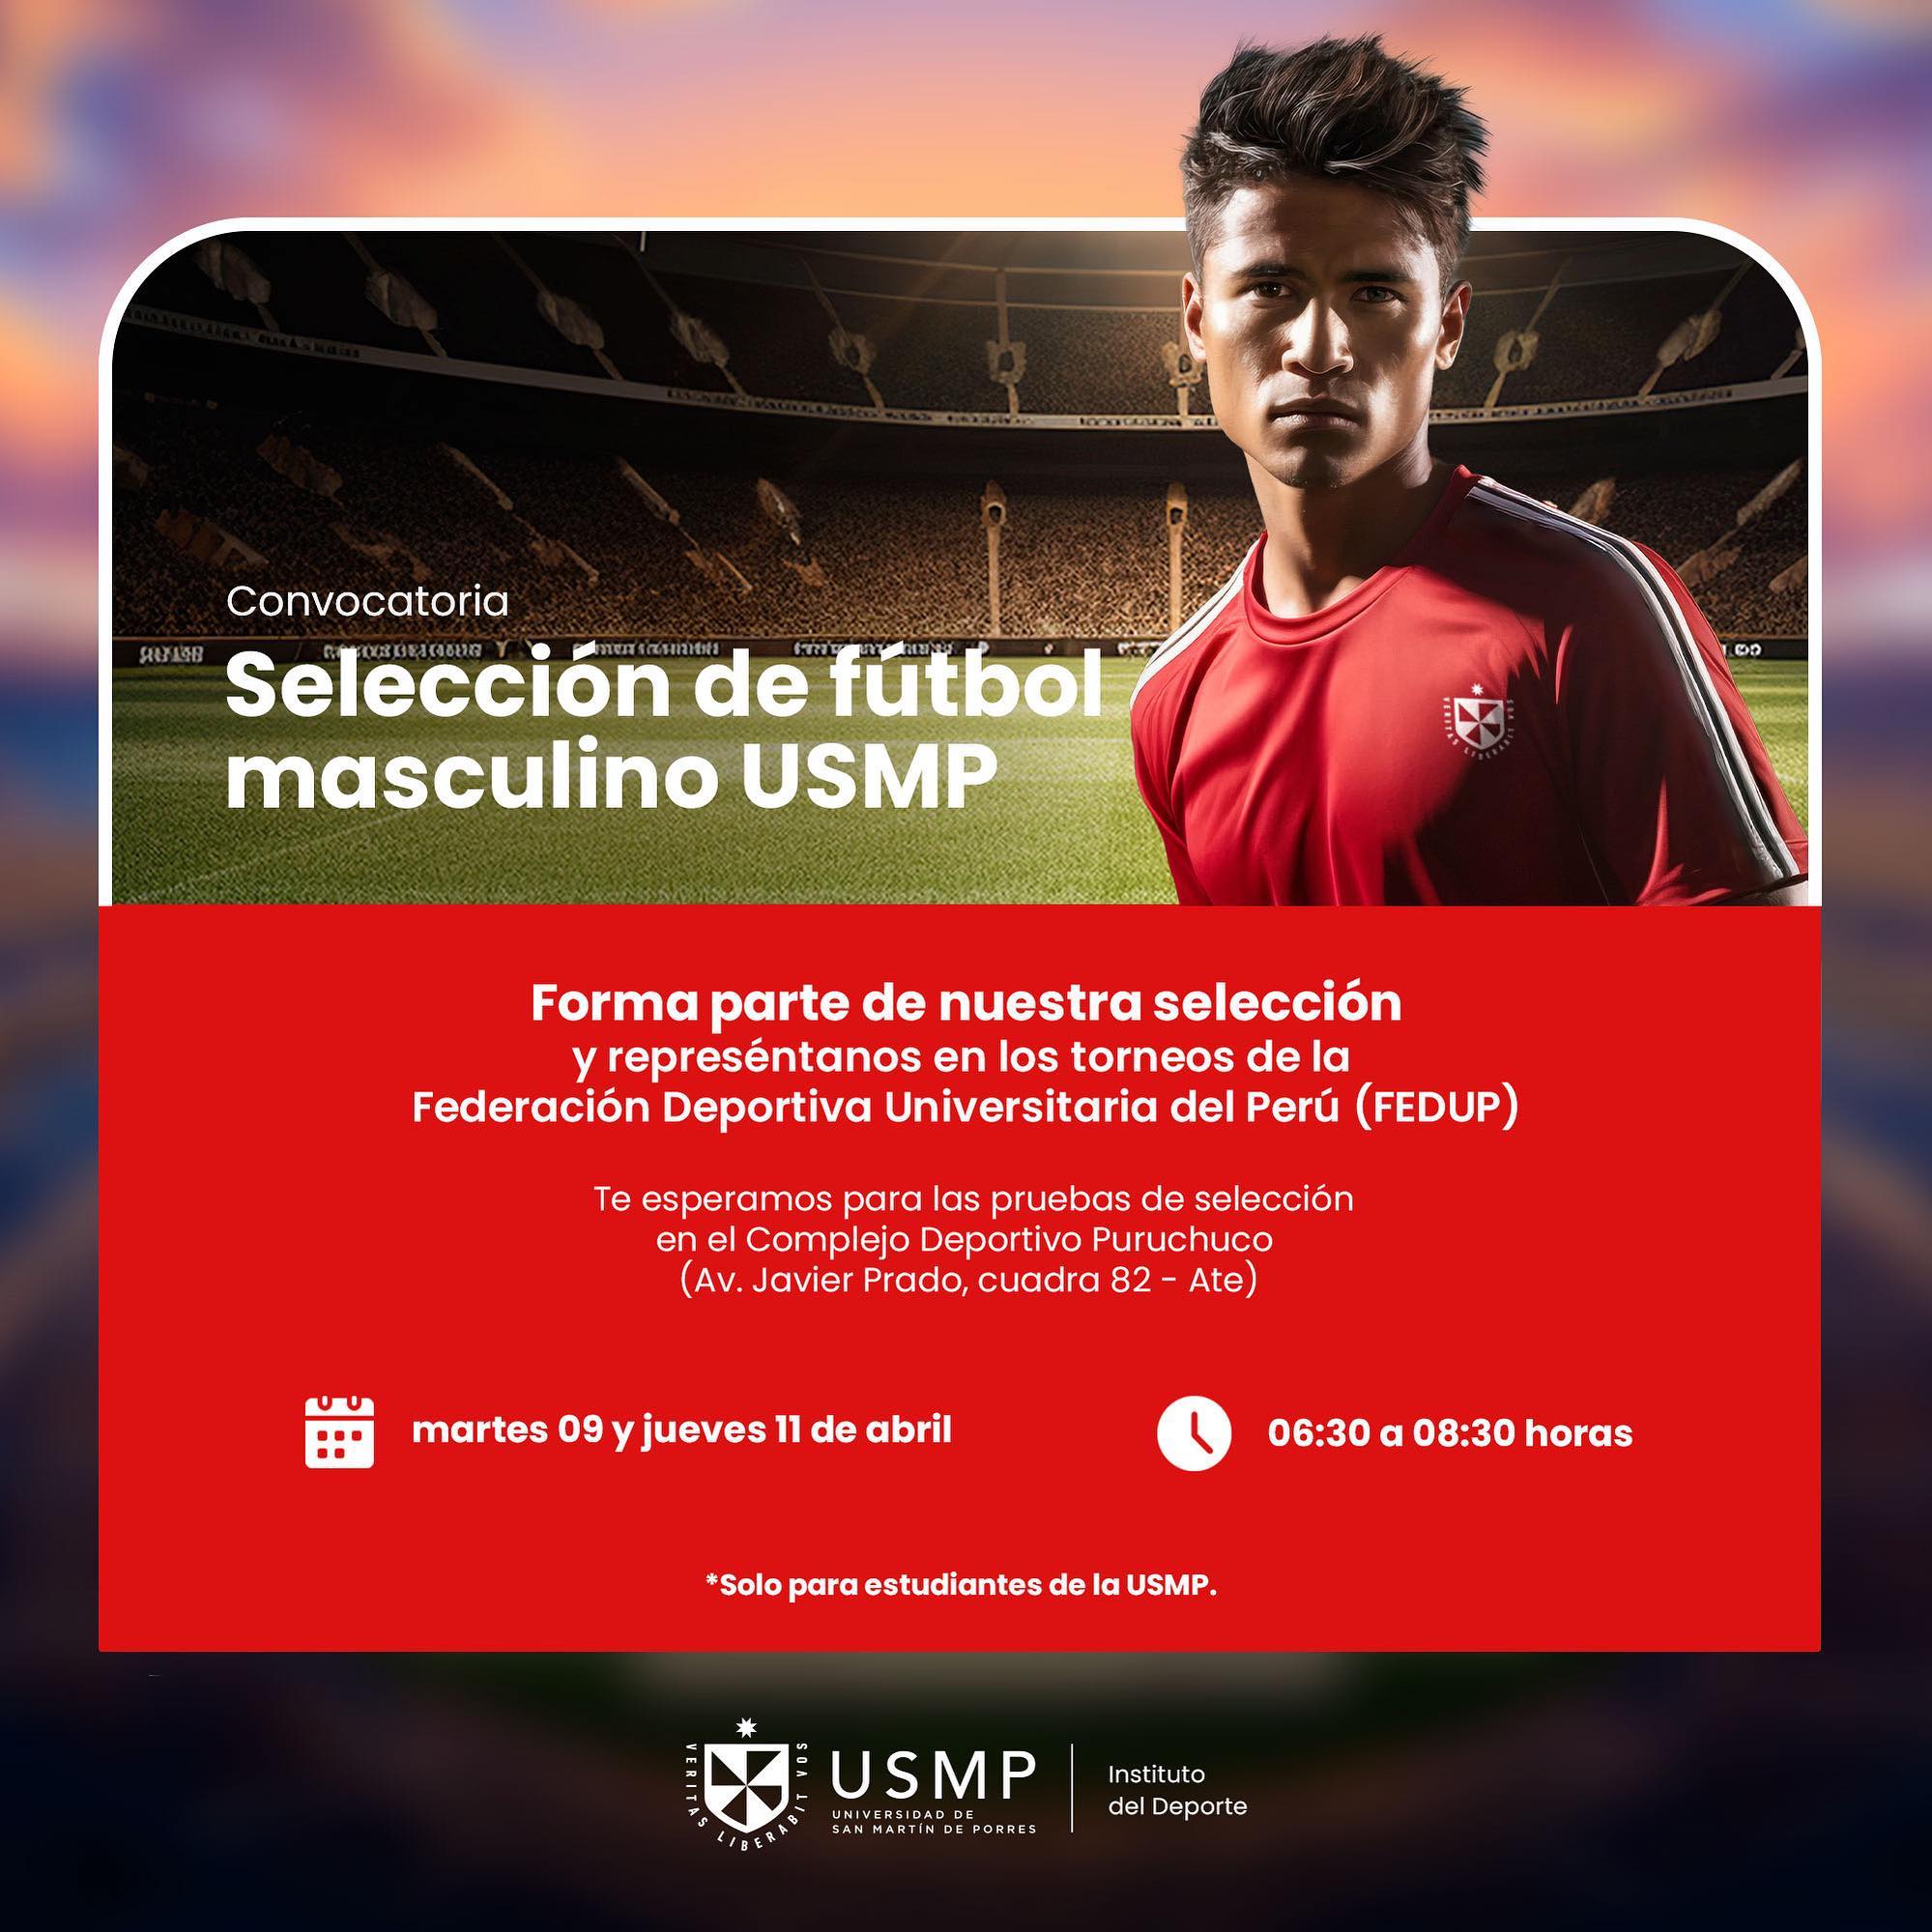 Convocatoria
Selección de fútbol
masculino USMP
VERITAS LIBERABIT VOS
Forma parte de nuestra selección
y represéntanos en los torneos de la
Federación Deportiva Universitaria del Perú (FEDUP)
Te esperamos para las pruebas de selección
en el Complejo Deportivo Puruchuco
(Av. Javier Prado, cuadra 82 - Ate)
martes 09 y jueves 11 de abril
06:30 a 08:30 horas
*Solo para estudiantes de la USMP.
VERITAS LIBERABIT VOS
USMP
UNIVERSIDAD DE
SAN MARTÍN DE PORRES
Instituto
del Deporte